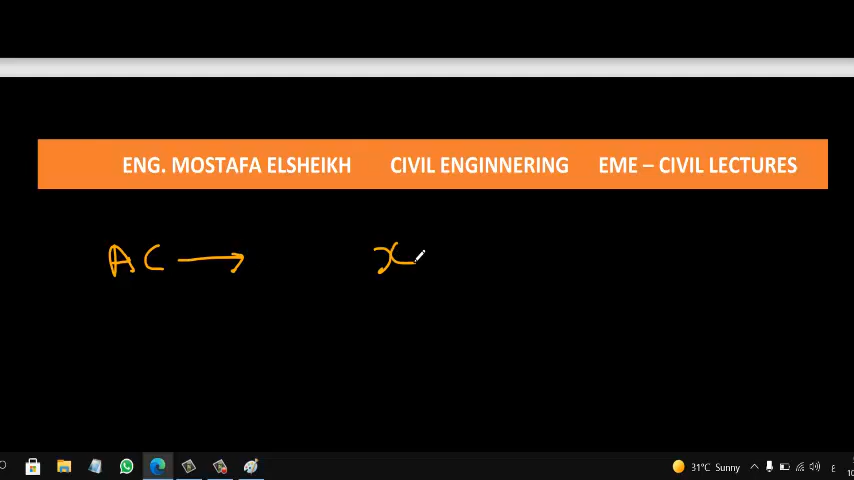 ENG. MOSTAFA ELSHEIKH CIVIL ENGINNERING EME – CIVIL LECTURES
AC → x
31°C Sunny